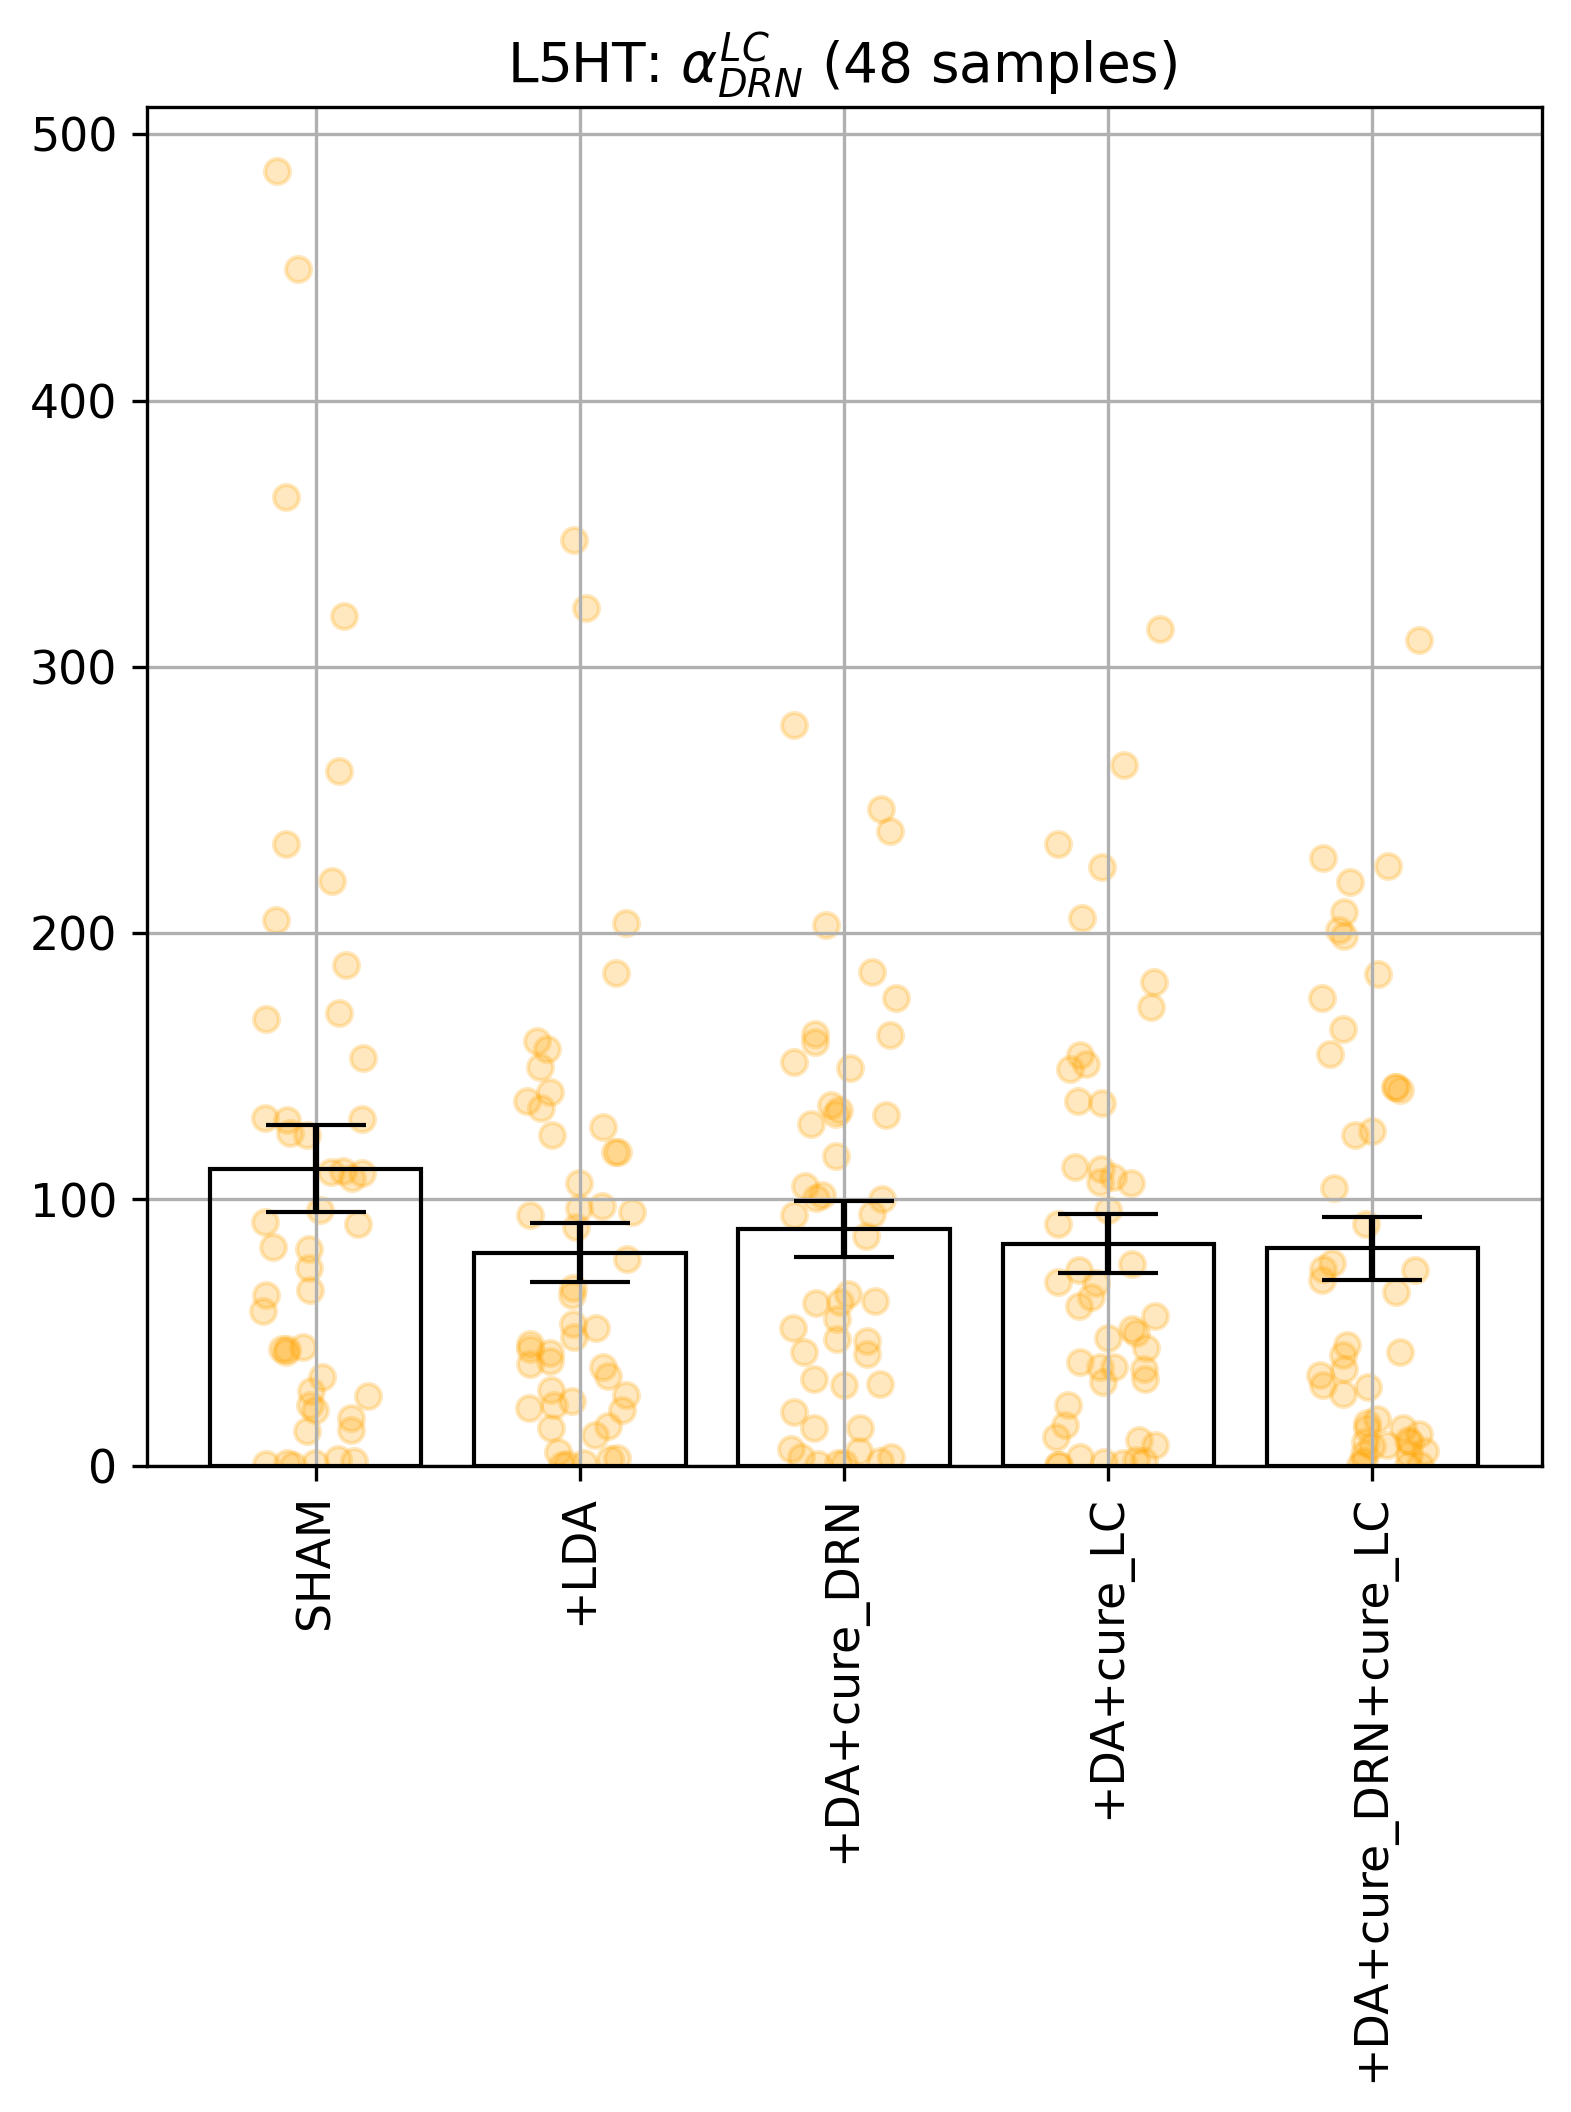 L5HT: α^{LC}_{DRN} (48 samples)
500
400
300
200
100
0
SHAM
+LDA
+DA+cure_DRN
+DA+cure_LC
+DA+cure_DRN+cure_LC